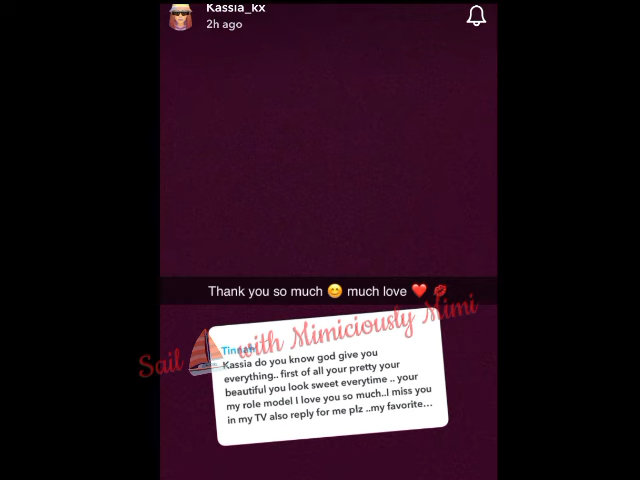 Kassia_kx
2h ago
Thank you so much 😊 much love ❤️ 🌹
Sail with Mimiciously Mimi
Kassia do you know god give you
everything.. first of all your pretty your
beautiful you look sweet everytime .. your
my role model I love you so much..I miss you
in my TV also reply for me plz ..my favorite...